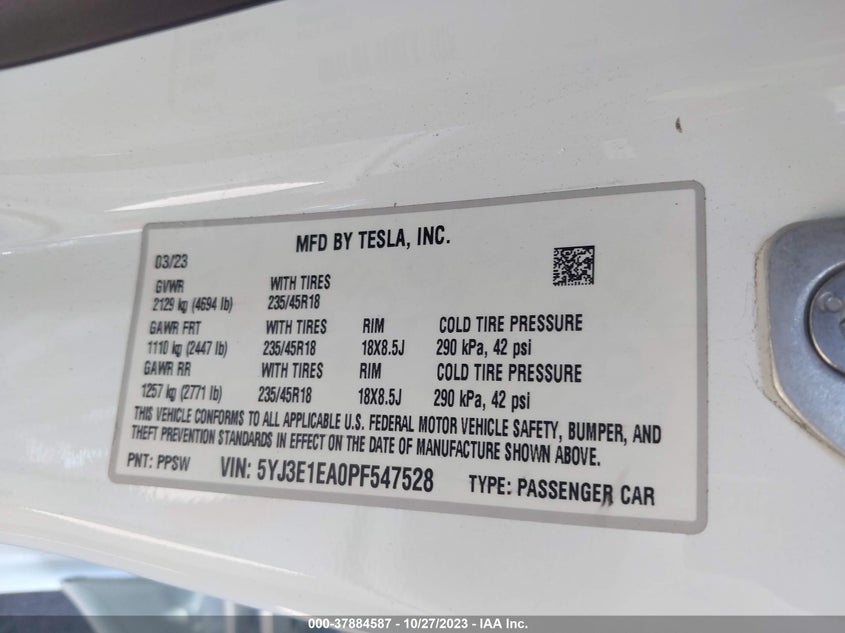 MFD BY TESLA, INC.
03/23
GVWR WITH TIRES
2129 kg (4694 lb) 235/45R18
GAWR FRT WITH TIRES RIM COLD TIRE PRESSURE
1110 kg (2447 lb) 235/45R18 18X8.5J 290 kPa, 42 psi
GAWR RR WITH TIRES RIM COLD TIRE PRESSURE
1257 kg (2771 lb) 235/45R18 18X8.5J 290 kPa, 42 psi
THIS VEHICLE CONFORMS TO ALL APPLICABLE U.S. FEDERAL MOTOR VEHICLE SAFETY, BUMPER, AND
THEFT PREVENTION STANDARDS IN EFFECT ON THE DATE OF MANUFACTURE SHOWN ABOVE.
PNT: PPSW VIN: 5YJ3E1EA0PF547528 TYPE: PASSENGER CAR
000-37884587 - 10/27/2023 - IAA Inc.